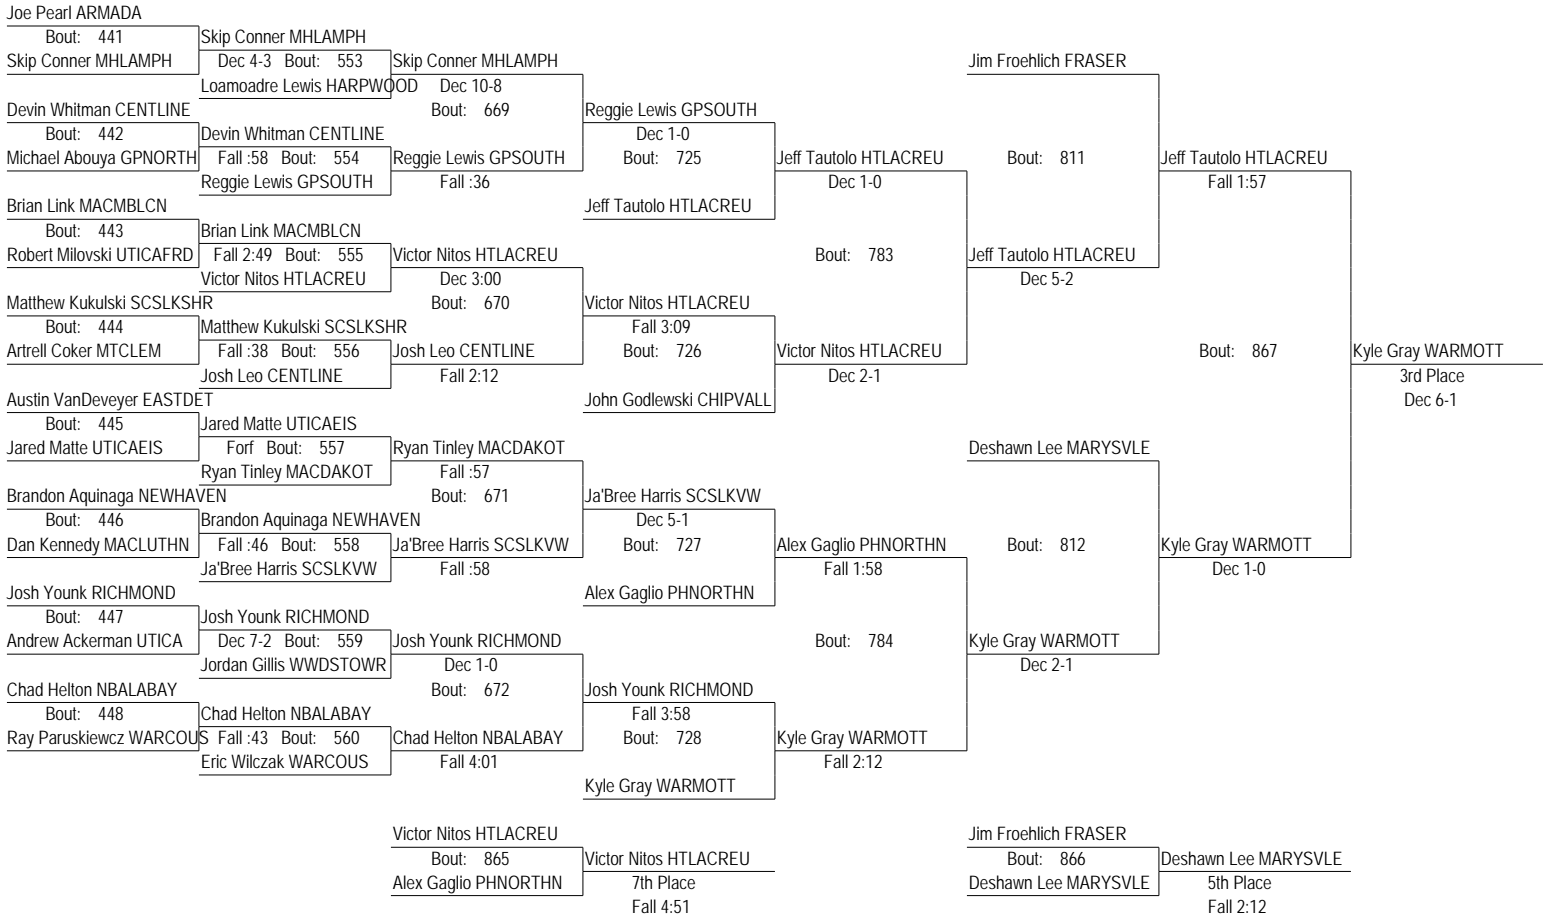 Joe Pearl ARMADA
Bout: 441 Skip Conner MHLAMPH
Skip Conner MHLAMPH Dec 4-3 Bout: 553 Skip Conner MHLAMPH Jim Froehlich FRASER
Loamoadre Lewis HARPWOOD Dec 10-8
Devin Whitman CENTLINE Bout: 669 Reggie Lewis GPSOUTH
Bout: 442 Devin Whitman CENTLINE Dec 1-0
Michael Abouya GPNORTH Fall :58 Bout: 554 Reggie Lewis GPSOUTH Bout: 725 Jeff Tautolo HTLACREU Bout: 811 Jeff Tautolo HTLACREU
Reggie Lewis GPSOUTH Fall :36 Dec 1-0 Fall 1:57
Brian Link MACMBLCN Jeff Tautolo HTLACREU
Bout: 443 Brian Link MACMBLCN
Robert Milovski UTICAFRD Fall 2:49 Bout: 555 Victor Nitos HTLACREU Bout: 783 Jeff Tautolo HTLACREU
Victor Nitos HTLACREU Dec 3:00 Dec 5-2
Matthew Kukulski SCSLKSHR Bout: 670 Victor Nitos HTLACREU
Bout: 444 Matthew Kukulski SCSLKSHR Fall 3:09
Artrell Coker MTCLEM Fall :38 Bout: 556 Josh Leo CENTLINE Bout: 726 Victor Nitos HTLACREU Bout: 867 Kyle Gray WARMOTT
Josh Leo CENTLINE Fall 2:12 Dec 2-1 3rd Place
Austin VanDeveyer EASTDET John Godlewski CHIPVALL Dec 6-1
Bout: 445 Jared Matte UTICAEIS
Jared Matte UTICAEIS Forf Bout: 557 Ryan Tinley MACDAKOT Deshawn Lee MARYSVLE
Ryan Tinley MACDAKOT Fall :57
Brandon Aquinaga NEWHAVEN Bout: 671 Ja'Bree Harris SCSLKVW
Bout: 446 Brandon Aquinaga NEWHAVEN Dec 5-1
Dan Kennedy MACLUTHN Fall :46 Bout: 558 Ja'Bree Harris SCSLKVW Bout: 727 Alex Gaglio PHNORTHN Bout: 812 Kyle Gray WARMOTT
Ja'Bree Harris SCSLKVW Fall :58 Fall 1:58 Dec 1-0
Josh Younk RICHMOND Alex Gaglio PHNORTHN
Bout: 447 Josh Younk RICHMOND
Andrew Ackerman UTICA Dec 7-2 Bout: 559 Josh Younk RICHMOND Bout: 784 Kyle Gray WARMOTT
Jordan Gillis WWDSTOWR Dec 1-0 Dec 2-1
Chad Helton NBALABAY Bout: 672 Josh Younk RICHMOND
Bout: 448 Chad Helton NBALABAY Fall 3:58
Ray Paruskiewcz WARCOUS Fall :43 Bout: 560 Chad Helton NBALABAY Bout: 728 Kyle Gray WARMOTT
Eric Wilczak WARCOUS Fall 4:01 Fall 2:12
Kyle Gray WARMOTT
Victor Nitos HTLACREU Jim Froehlich FRASER
Bout: 865 Victor Nitos HTLACREU Bout: 866 Deshawn Lee MARYSVLE
Alex Gaglio PHNORTHN 7th Place Deshawn Lee MARYSVLE 5th Place
Fall 4:51 Fall 2:12